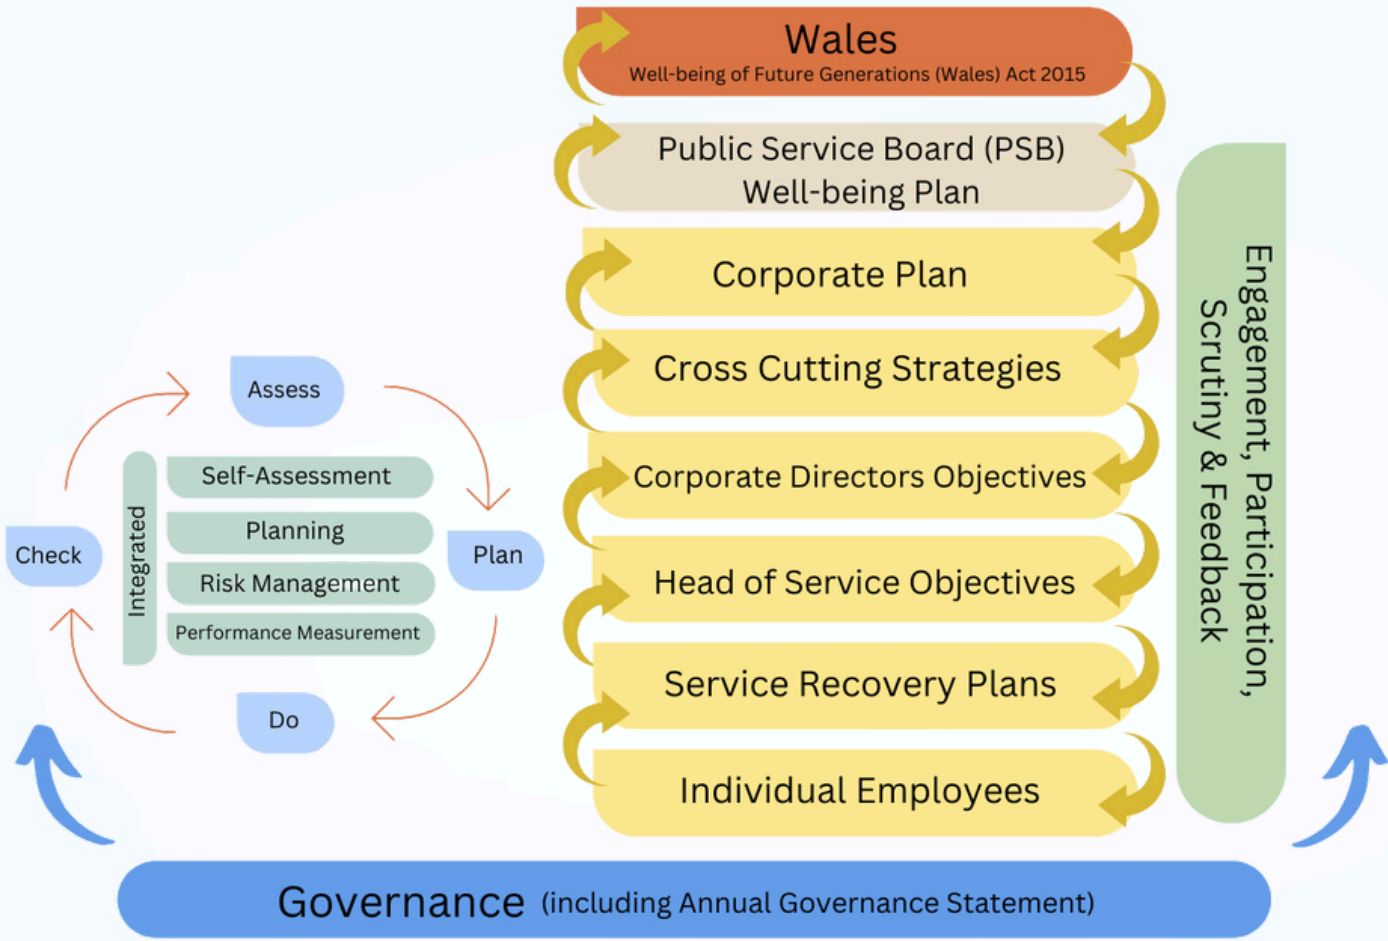 Wales
Well-being of Future Generations (Wales) Act 2015
Public Service Board (PSB)
Well-being Plan
Corporate Plan
Cross Cutting Strategies
Corporate Directors Objectives
Head of Service Objectives
Service Recovery Plans
Individual Employees
Engagement, Participation,
Scrutiny & Feedback
Assess
Plan
Do
Check
Integrated
Self-Assessment
Planning
Risk Management
Performance Measurement
Governance (including Annual Governance Statement)